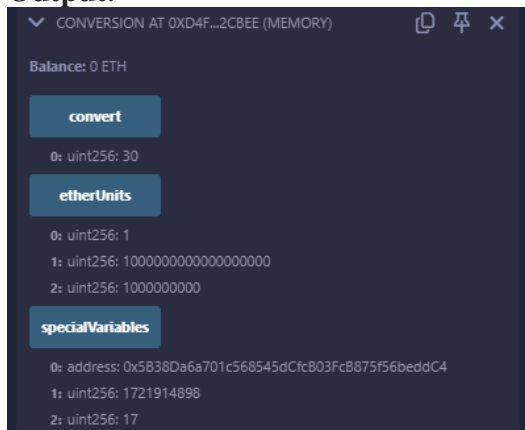 Output:
CONVERSION AT 0XD4F...2CBEE (MEMORY)
Balance: 0 ETH
convert
0: uint256: 30
etherUnits
0: uint256: 1
1: uint256: 1000000000000000000
2: uint256: 1000000000
specialVariables
0: address: 0x5B38Da6a701c568545dCfcB03FcB875f56beddC4
1: uint256: 1721914898
2: uint256: 17